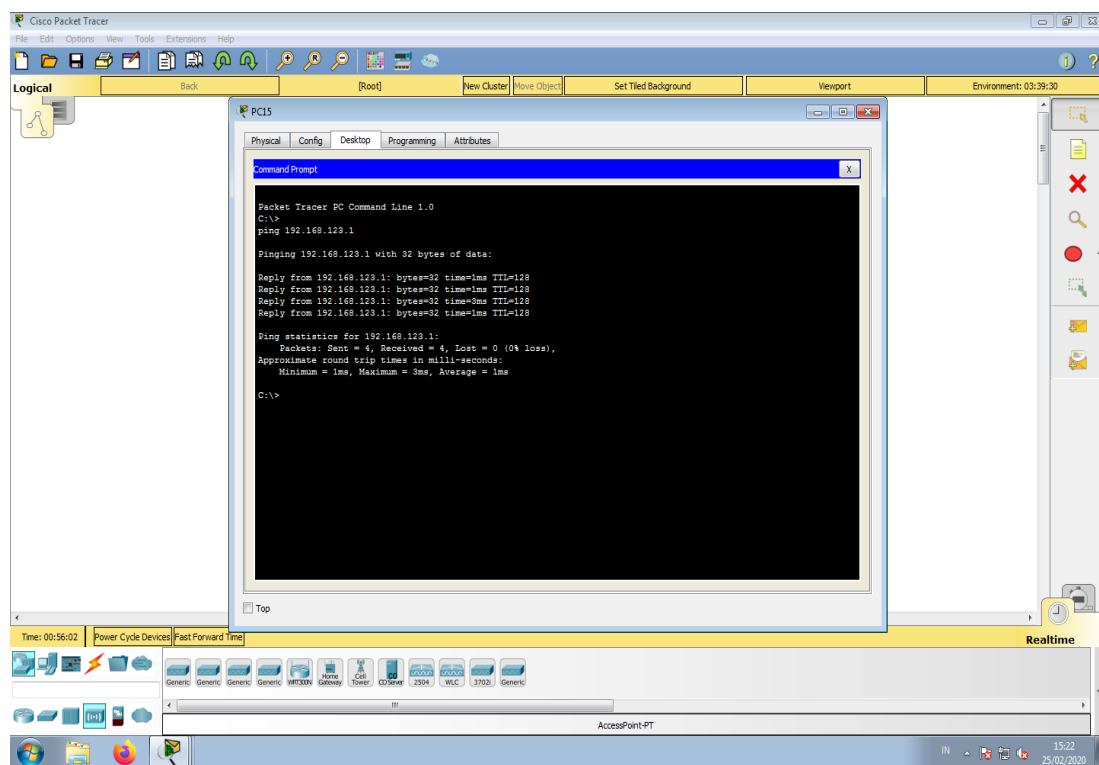 Cisco Packet Tracer
File Edit Options View Tools Extensions Help
Logical Back [Root] New Cluster Move Object Set Tiled Background Viewport Environment: 03:39:30
PC15
Physical Config Desktop Programming Attributes
Command Prompt X
Packet Tracer PC Command Line 1.0
C:\>
ping 192.168.123.1
Pinging 192.168.123.1 with 32 bytes of data:
Reply from 192.168.123.1: bytes=32 time=1ms TTL=128
Reply from 192.168.123.1: bytes=32 time=1ms TTL=128
Reply from 192.168.123.1: bytes=32 time=3ms TTL=128
Reply from 192.168.123.1: bytes=32 time=1ms TTL=128
Ping statistics for 192.168.123.1:
Packets: Sent = 4, Received = 4, Lost = 0 (0% loss),
Approximate round trip times in milli-seconds:
Minimum = 1ms, Maximum = 3ms, Average = 1ms
C:\>
Top
Time: 00:56:02 Power Cycle Devices Fast Forward Time Realtime
Generic Generic Generic Generic WRT300N Home Gateway Cell Tower CO Server 2504 WLC 3702i Generic
AccessPoint-PT
IN 15:22
25/02/2020